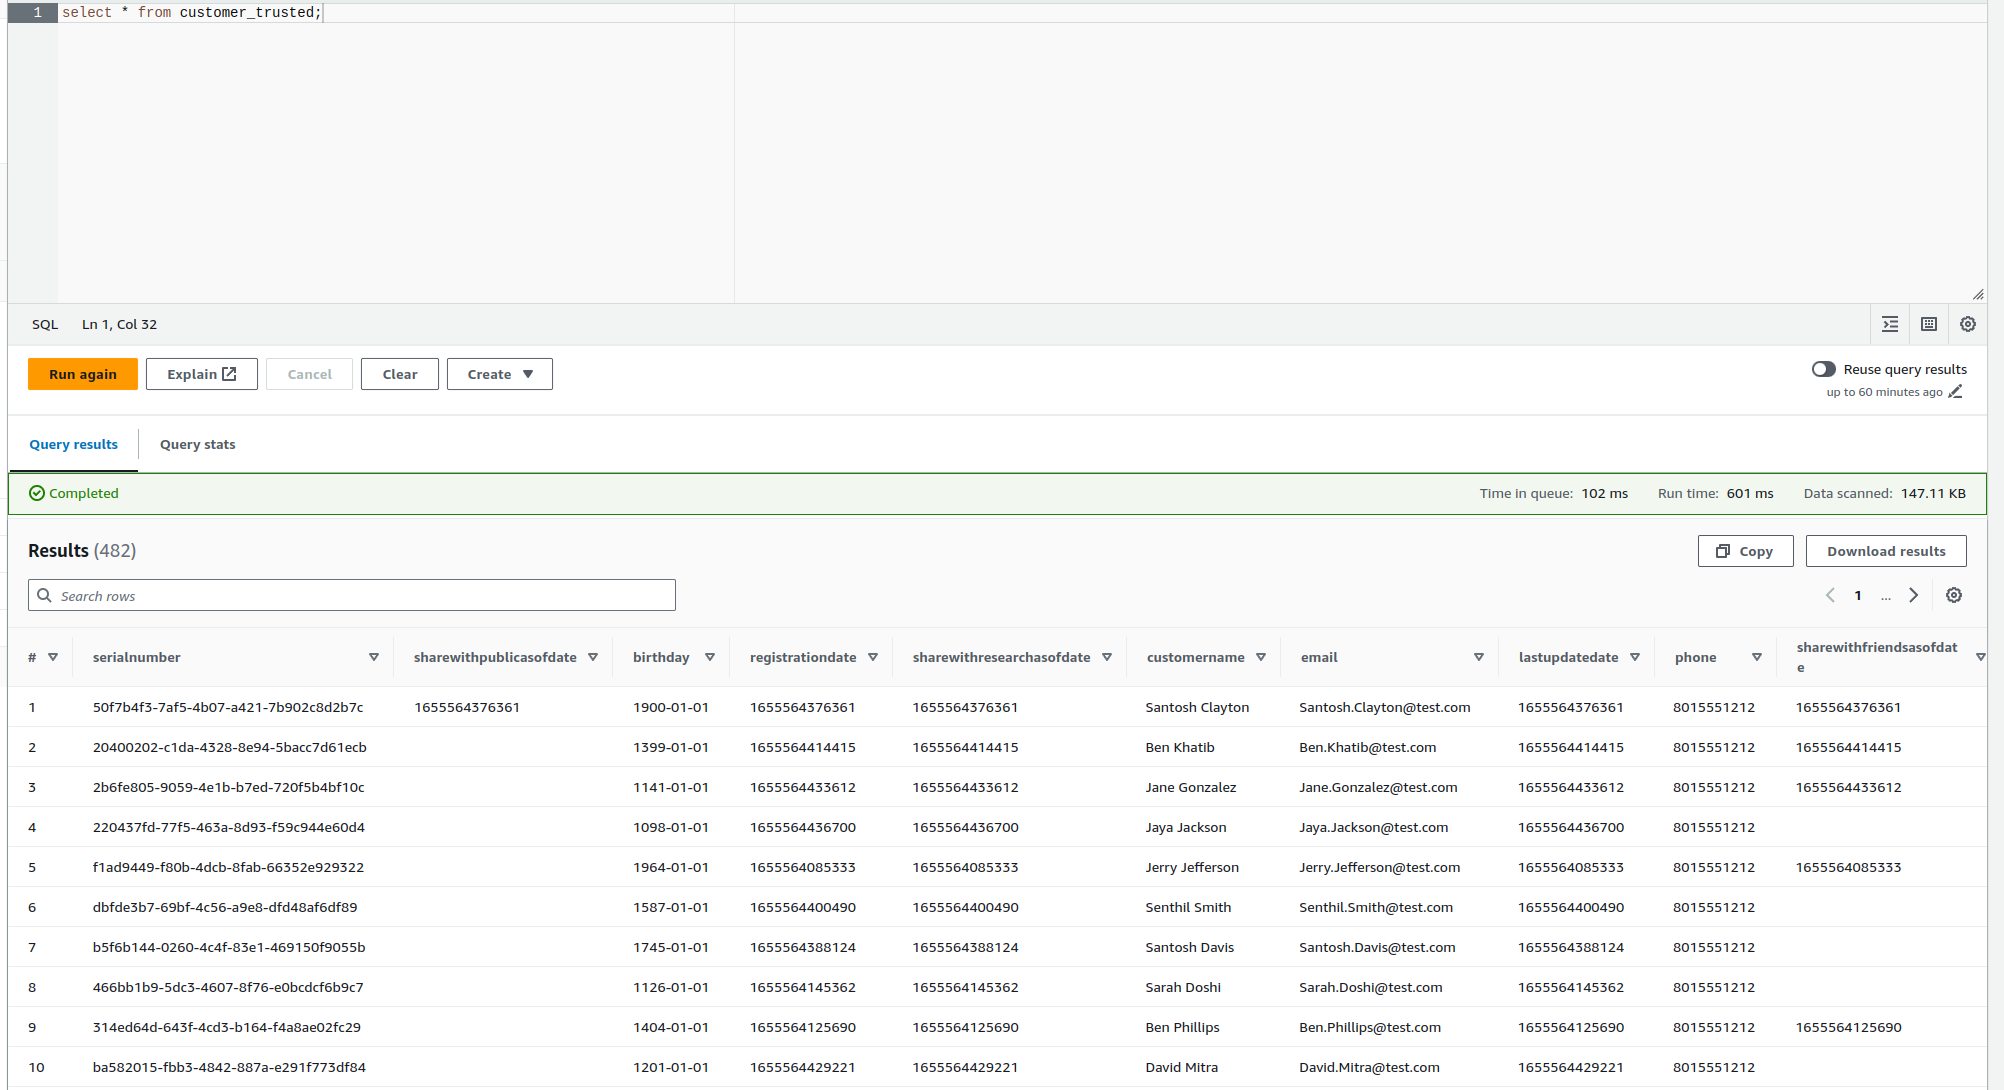 1 select * from customer_trusted;
SQL Ln 1, Col 32
Run again Explain Cancel Clear Create Reuse query results
up to 60 minutes ago
Query results Query stats
Completed Time in queue: 102 ms Run time: 601 ms Data scanned: 147.11 KB
Results (482) Copy Download results
Search rows 1 ...
# serialnumber sharewithpublicasofdate birthday registrationdate sharewithresearchasofdate customername email lastupdatedate phone sharewithfriendsasofdat
e
1 50f7b4f3-7af5-4b07-a421-7b902c8d2b7c 1655564376361 1900-01-01 1655564376361 1655564376361 Santosh Clayton Santosh.Clayton@test.com 1655564376361 8015551212 1655564376361
2 20400202-c1da-4328-8e94-5bacc7d61ecb 1399-01-01 1655564414415 1655564414415 Ben Khatib Ben.Khatib@test.com 1655564414415 8015551212 1655564414415
3 2b6fe805-9059-4e1b-b7ed-720f5b4bf10c 1141-01-01 1655564433612 1655564433612 Jane Gonzalez Jane.Gonzalez@test.com 1655564433612 8015551212 1655564433612
4 220437fd-77f5-463a-8d93-f59c944e60d4 1098-01-01 1655564436700 1655564436700 Jaya Jackson Jaya.Jackson@test.com 1655564436700 8015551212
5 f1ad9449-f80b-4dcb-8fab-66352e929322 1964-01-01 1655564085333 1655564085333 Jerry Jefferson Jerry.Jefferson@test.com 1655564085333 8015551212 1655564085333
6 dbfde3b7-69bf-4c56-a9e8-dfd48af6df89 1587-01-01 1655564400490 1655564400490 Senthil Smith Senthil.Smith@test.com 1655564400490 8015551212
7 b5f6b144-0260-4c4f-83e1-469150f9055b 1745-01-01 1655564388124 1655564388124 Santosh Davis Santosh.Davis@test.com 1655564388124 8015551212
8 466bb1b9-5dc3-4607-8f76-e0bcdcf6b9c7 1126-01-01 1655564145362 1655564145362 Sarah Doshi Sarah.Doshi@test.com 1655564145362 8015551212
9 314ed64d-643f-4cd3-b164-f4a8ae02fc29 1404-01-01 1655564125690 1655564125690 Ben Phillips Ben.Phillips@test.com 1655564125690 8015551212 1655564125690
10 ba582015-fbb3-4842-887a-e291f773df84 1201-01-01 1655564429221 1655564429221 David Mitra David.Mitra@test.com 1655564429221 8015551212